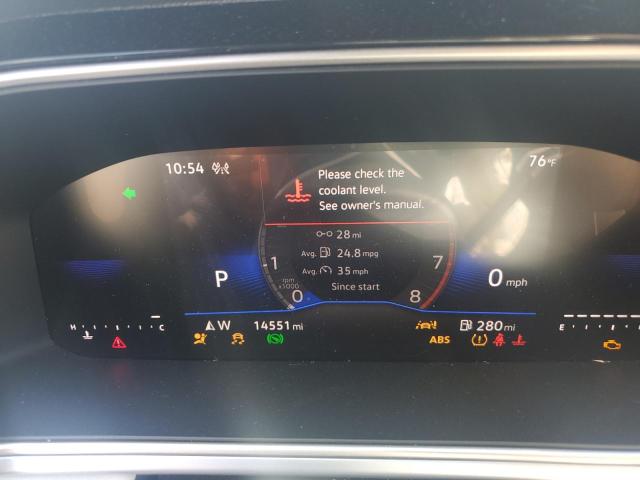 10:54
76°F
Please check the
coolant level.
See owner's manual.
28 mi
Avg. 24.8 mpg
Avg. 35 mph
Since start
1 7
rpm
x1000
0 8
P
0 mph
H C
W 14551 mi
280 mi
E
ABS